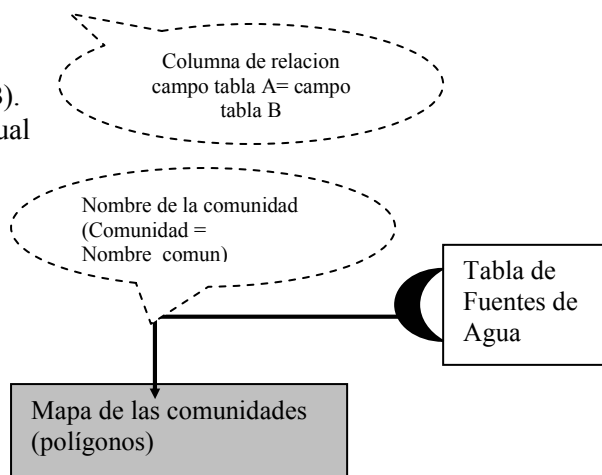 Columna de relacion
campo tabla A= campo
tabla B
3).
ual
Nombre de la comunidad
(Comunidad =
Nombre comun)
Tabla de
Fuentes de
Agua
Mapa de las comunidades
(polígonos)